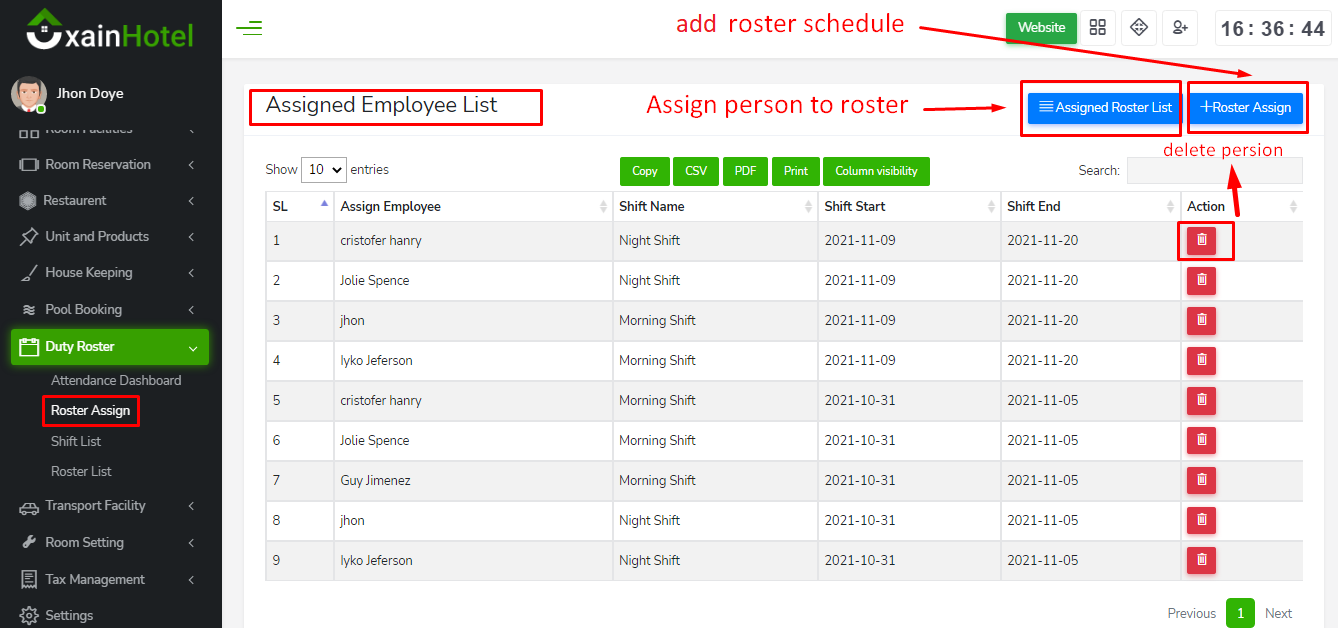 xainHotel
add roster schedule
Website
16 : 36 : 44
Jhon Doye
Room Facilities
Room Reservation
Restaurent
Unit and Products
House Keeping
Pool Booking
Duty Roster
Attendance Dashboard
Roster Assign
Shift List
Roster List
Transport Facility
Room Setting
Tax Management
Settings
Assigned Employee List
Assign person to roster
Assigned Roster List
+Roster Assign
delete persion
Show 10 entries
Copy CSV PDF Print Column visibility
Search:
SL Assign Employee Shift Name Shift Start Shift End Action
1 cristofer hanry Night Shift 2021-11-09 2021-11-20
2 Jolie Spence Night Shift 2021-11-09 2021-11-20
3 jhon Morning Shift 2021-11-09 2021-11-20
4 lyko Jeferson Morning Shift 2021-11-09 2021-11-20
5 cristofer hanry Morning Shift 2021-10-31 2021-11-05
6 Jolie Spence Morning Shift 2021-10-31 2021-11-05
7 Guy Jimenez Morning Shift 2021-10-31 2021-11-05
8 jhon Night Shift 2021-10-31 2021-11-05
9 lyko Jeferson Night Shift 2021-10-31 2021-11-05
Previous 1 Next